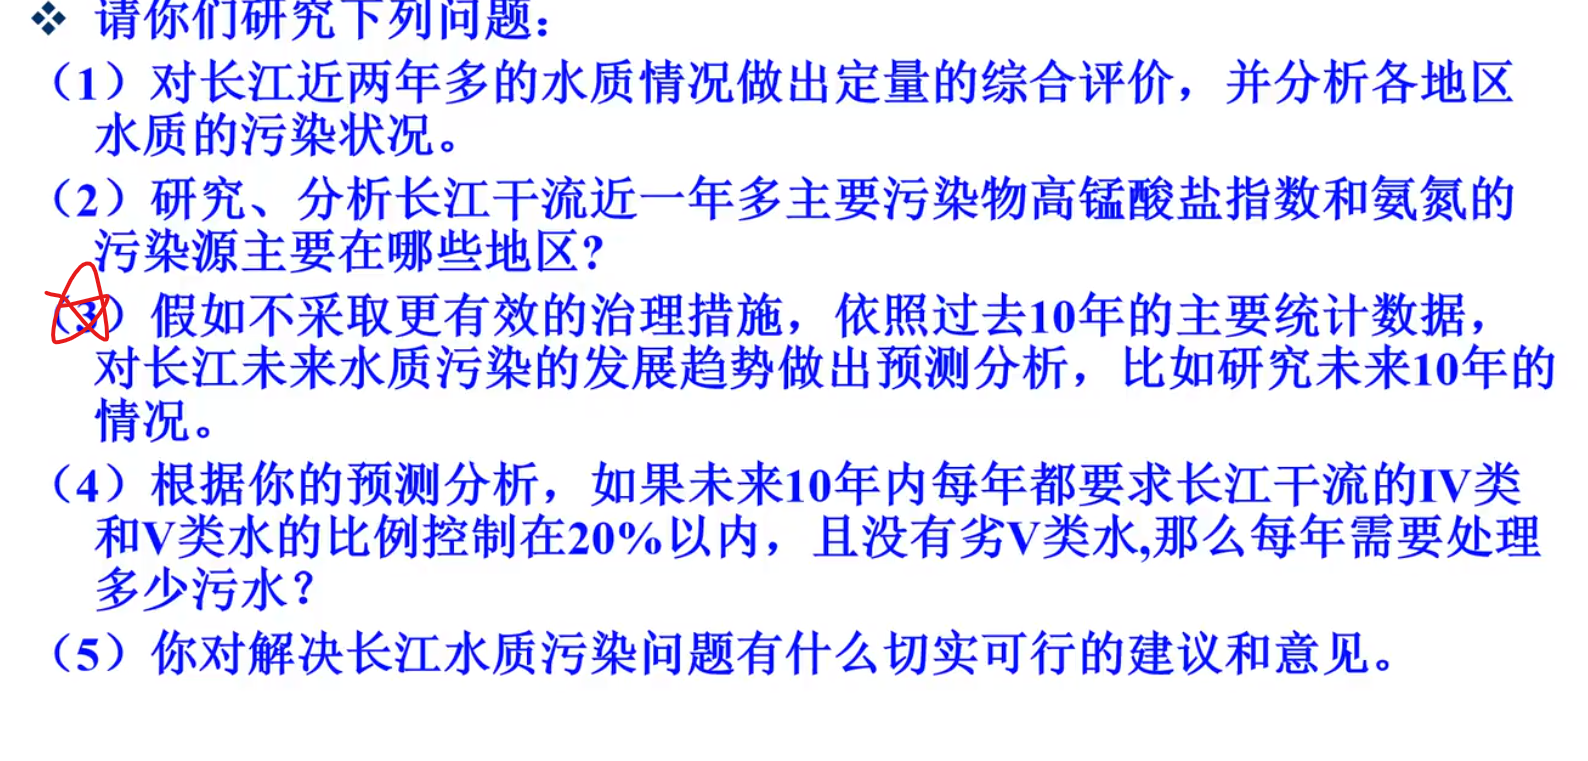 ❖ 请你们研究下列问题：
（1）对长江近两年多的水质情况做出定量的综合评价，并分析各地区
水质的污染状况。
（2）研究、分析长江干流近一年多主要污染物高锰酸盐指数和氨氮的
污染源主要在哪些地区?
（3）假如不采取更有效的治理措施，依照过去10年的主要统计数据，
对长江未来水质污染的发展趋势做出预测分析，比如研究未来10年的
情况。
（4）根据你的预测分析，如果未来10年内每年都要求长江干流的IV类
和V类水的比例控制在20%以内，且没有劣V类水,那么每年需要处理
多少污水？
（5）你对解决长江水质污染问题有什么切实可行的建议和意见。